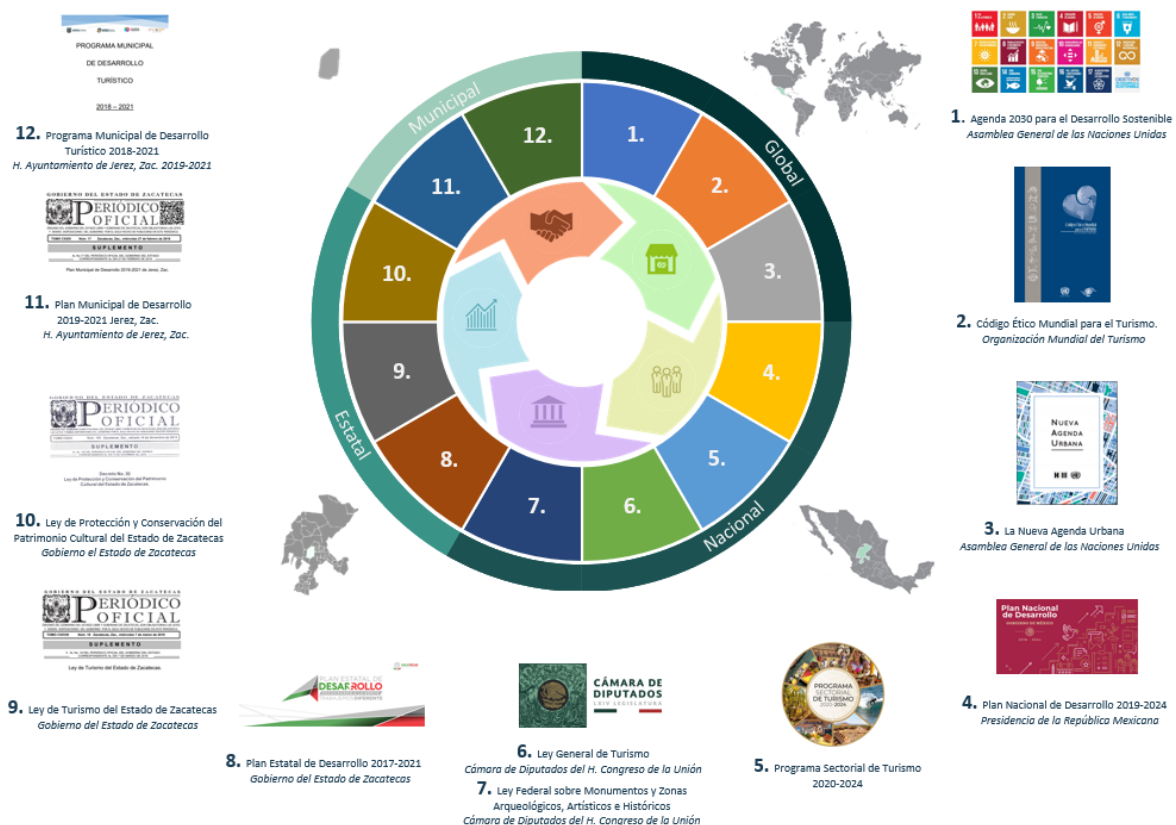 PROGRAMA MUNICIPAL
DE DESARROLLO
TURÍSTICO
2018 – 2021
12. Programa Municipal de Desarrollo
Turístico 2018-2021
H. Ayuntamiento de Jerez, Zac. 2019-2021
GOBIERNO DEL ESTADO DE ZACATECAS
PERIÓDICO
OFICIAL
SUPLEMENTO
Plan Municipal de Desarrollo 2019-2021 de Jerez, Zac.
11. Plan Municipal de Desarrollo
2019-2021 Jerez, Zac.
H. Ayuntamiento de Jerez, Zac.
GOBIERNO DEL ESTADO DE ZACATECAS
PERIÓDICO
OFICIAL
SUPLEMENTO
Decreto No. 60
Ley de Protección y Conservación del Patrimonio
Cultural del Estado de Zacatecas.
10. Ley de Protección y Conservación del
Patrimonio Cultural del Estado de Zacatecas
Gobierno el Estado de Zacatecas
GOBIERNO DEL ESTADO DE ZACATECAS
PERIÓDICO
OFICIAL
SUPLEMENTO
Ley de Turismo del Estado de Zacatecas.
9. Ley de Turismo del Estado de Zacatecas
Gobierno del Estado de Zacatecas
PLAN ESTATAL DE
DESARROLLO
8. Plan Estatal de Desarrollo 2017-2021
Gobierno del Estado de Zacatecas
CÁMARA DE
DIPUTADOS
LXIV LEGISLATURA
6. Ley General de Turismo
Cámara de Diputados del H. Congreso de la Unión
7. Ley Federal sobre Monumentos y Zonas
Arqueológicos, Artísticos e Históricos
Cámara de Diputados del H. Congreso de la Unión
PROGRAMA
SECTORIAL
DE TURISMO
2020-2024
5. Programa Sectorial de Turismo
2020-2024
Municipal
Global
Nacional
Estatal
1.
2.
3.
4.
5.
6.
7.
8.
9.
10.
11.
12.
1. Agenda 2030 para el Desarrollo Sostenible
Asamblea General de las Naciones Unidas
2. Código Ético Mundial para el Turismo.
Organización Mundial del Turismo
NUEVA
AGENDA
URBANA
3. La Nueva Agenda Urbana
Asamblea General de las Naciones Unidas
Plan Nacional
de Desarrollo
GOBIERNO DE MÉXICO
4. Plan Nacional de Desarrollo 2019-2024
Presidencia de la República Mexicana